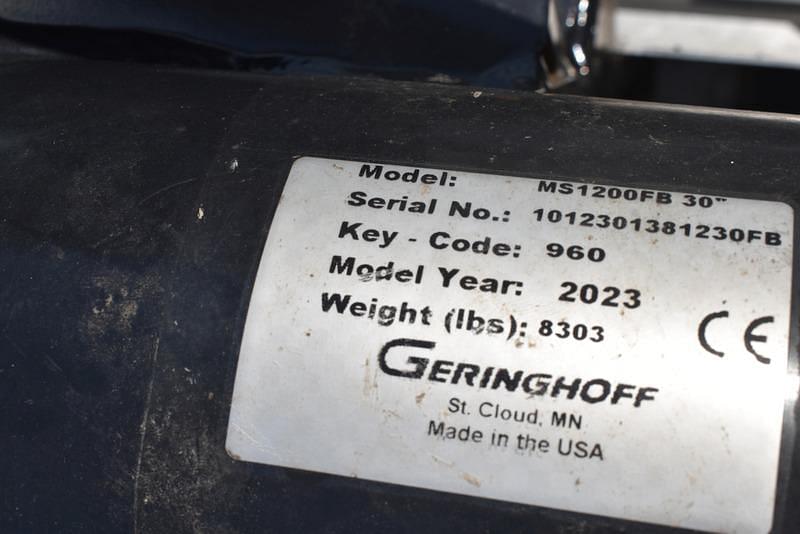 Model: MS1200FB 30"
Serial No.: 1012301381230FB
Key - Code: 960
Model Year: 2023
Weight (lbs): 8303
CE
GERINGHOFF
St. Cloud, MN
Made in the USA